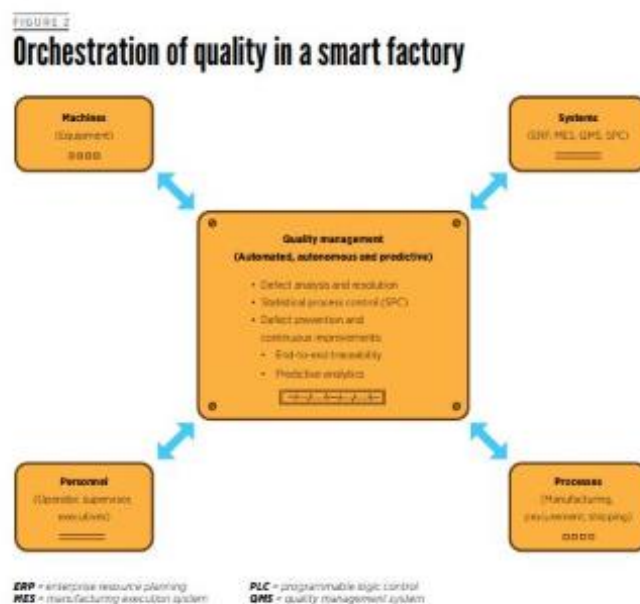 FIGURE 2
Orchestration of quality in a smart factory
Machines
(Equipment)
Systems
(ERP, MES, QMS, SPC)
Quality management
(Automated, autonomous and predictive)
• Defect analysis and resolution
• Statistical process control (SPC)
• Defect prevention and
continuous improvements
• End-to-end traceability
• Predictive analytics
Personnel
(Operator, supervisor,
executives)
Processes
(Manufacturing,
procurement, shipping)
ERP = enterprise resource planning
MES = manufacturing execution system
PLC = programmable logic control
QMS = quality management system